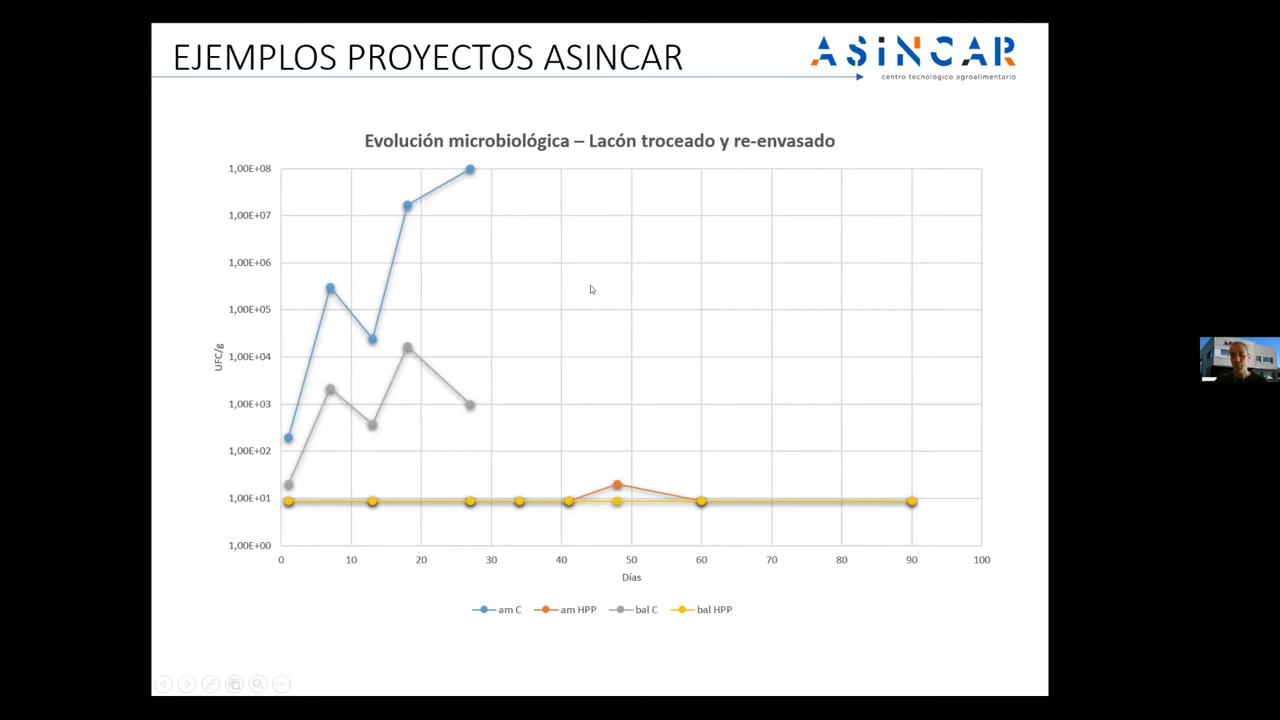 EJEMPLOS PROYECTOS ASINCAR
ASINCAR
centro tecnológico agroalimentario
Evolución microbiológica – Lacón troceado y re-envasado
1,00E+08
1,00E+07
1,00E+06
1,00E+05
1,00E+04
1,00E+03
1,00E+02
1,00E+01
1,00E+00
UFC/g
0 10 20 30 40 50 60 70 80 90 100
Días
am C am HPP bal C bal HPP